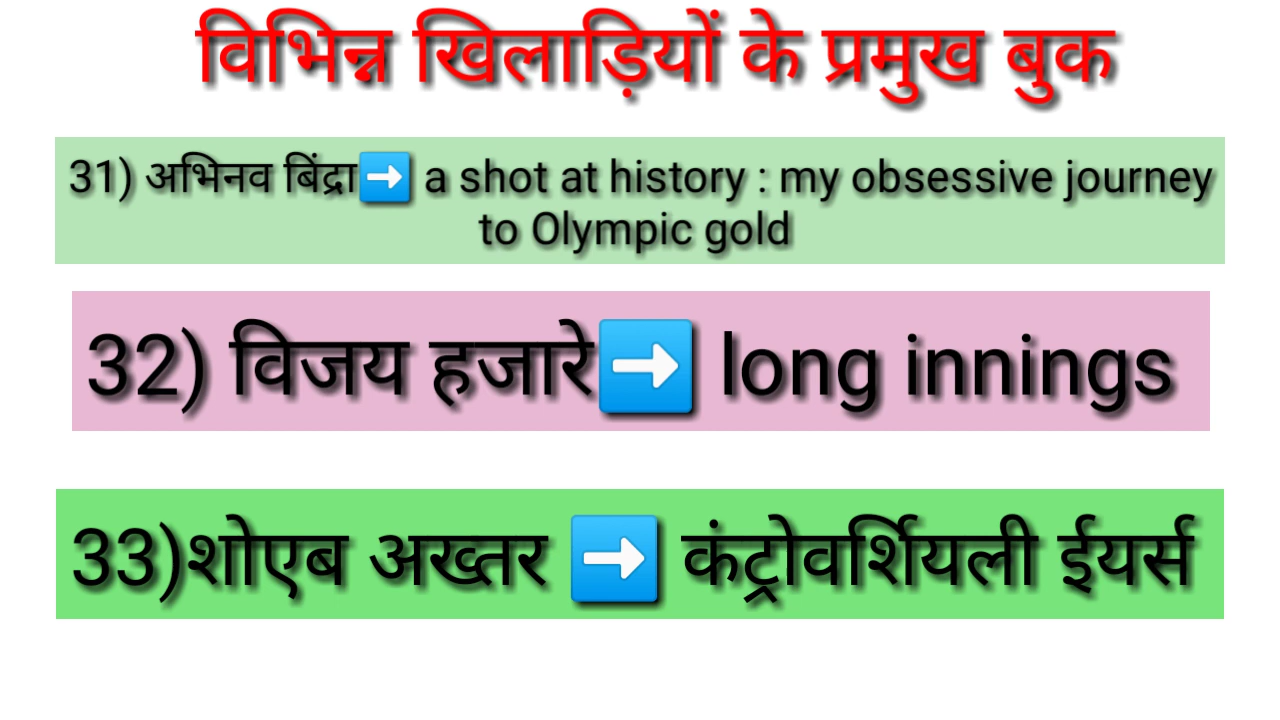 विभिन्न खिलाड़ियों के प्रमुख बुक
31) अभिनव बिंद्रा➡️ a shot at history : my obsessive journey
to Olympic gold
32) विजय हजारे➡️ long innings
33)शोएब अख्तर ➡️ कंट्रोवर्शियली ईयर्स